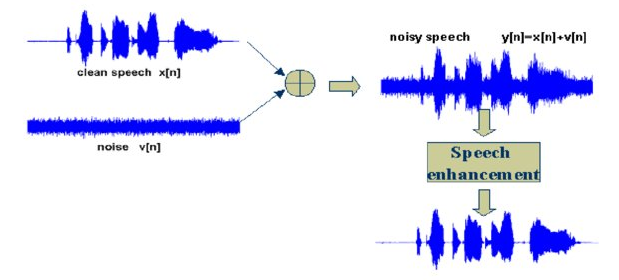 clean speech x[n]
noise v[n]
noisy speech y[n]=x[n]+v[n]
Speech
enhancement